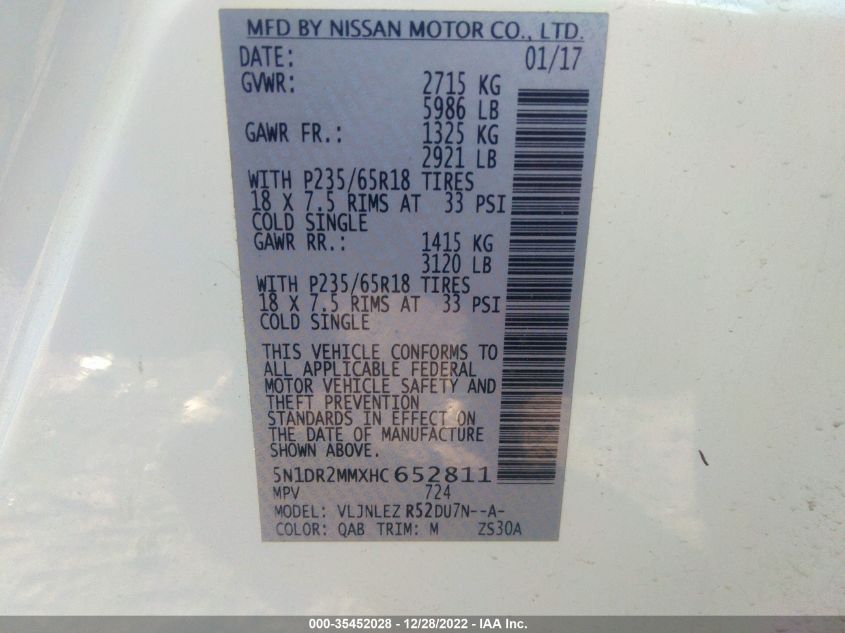 MFD BY NISSAN MOTOR CO., LTD.
DATE: 01/17
GVWR: 2715 KG
5986 LB
GAWR FR.: 1325 KG
2921 LB
WITH P235/65R18 TIRES
18 X 7.5 RIMS AT 33 PSI
COLD SINGLE
GAWR RR.: 1415 KG
3120 LB
WITH P235/65R18 TIRES
18 X 7.5 RIMS AT 33 PSI
COLD SINGLE
THIS VEHICLE CONFORMS TO
ALL APPLICABLE FEDERAL
MOTOR VEHICLE SAFETY AND
THEFT PREVENTION
STANDARDS IN EFFECT ON
THE DATE OF MANUFACTURE
SHOWN ABOVE.
5N1DR2MMXHC652811
MPV 724
MODEL: VLJNLEZ R52DU7N--A-
COLOR: QAB TRIM: M ZS30A
000-35452028 - 12/28/2022 - IAA Inc.